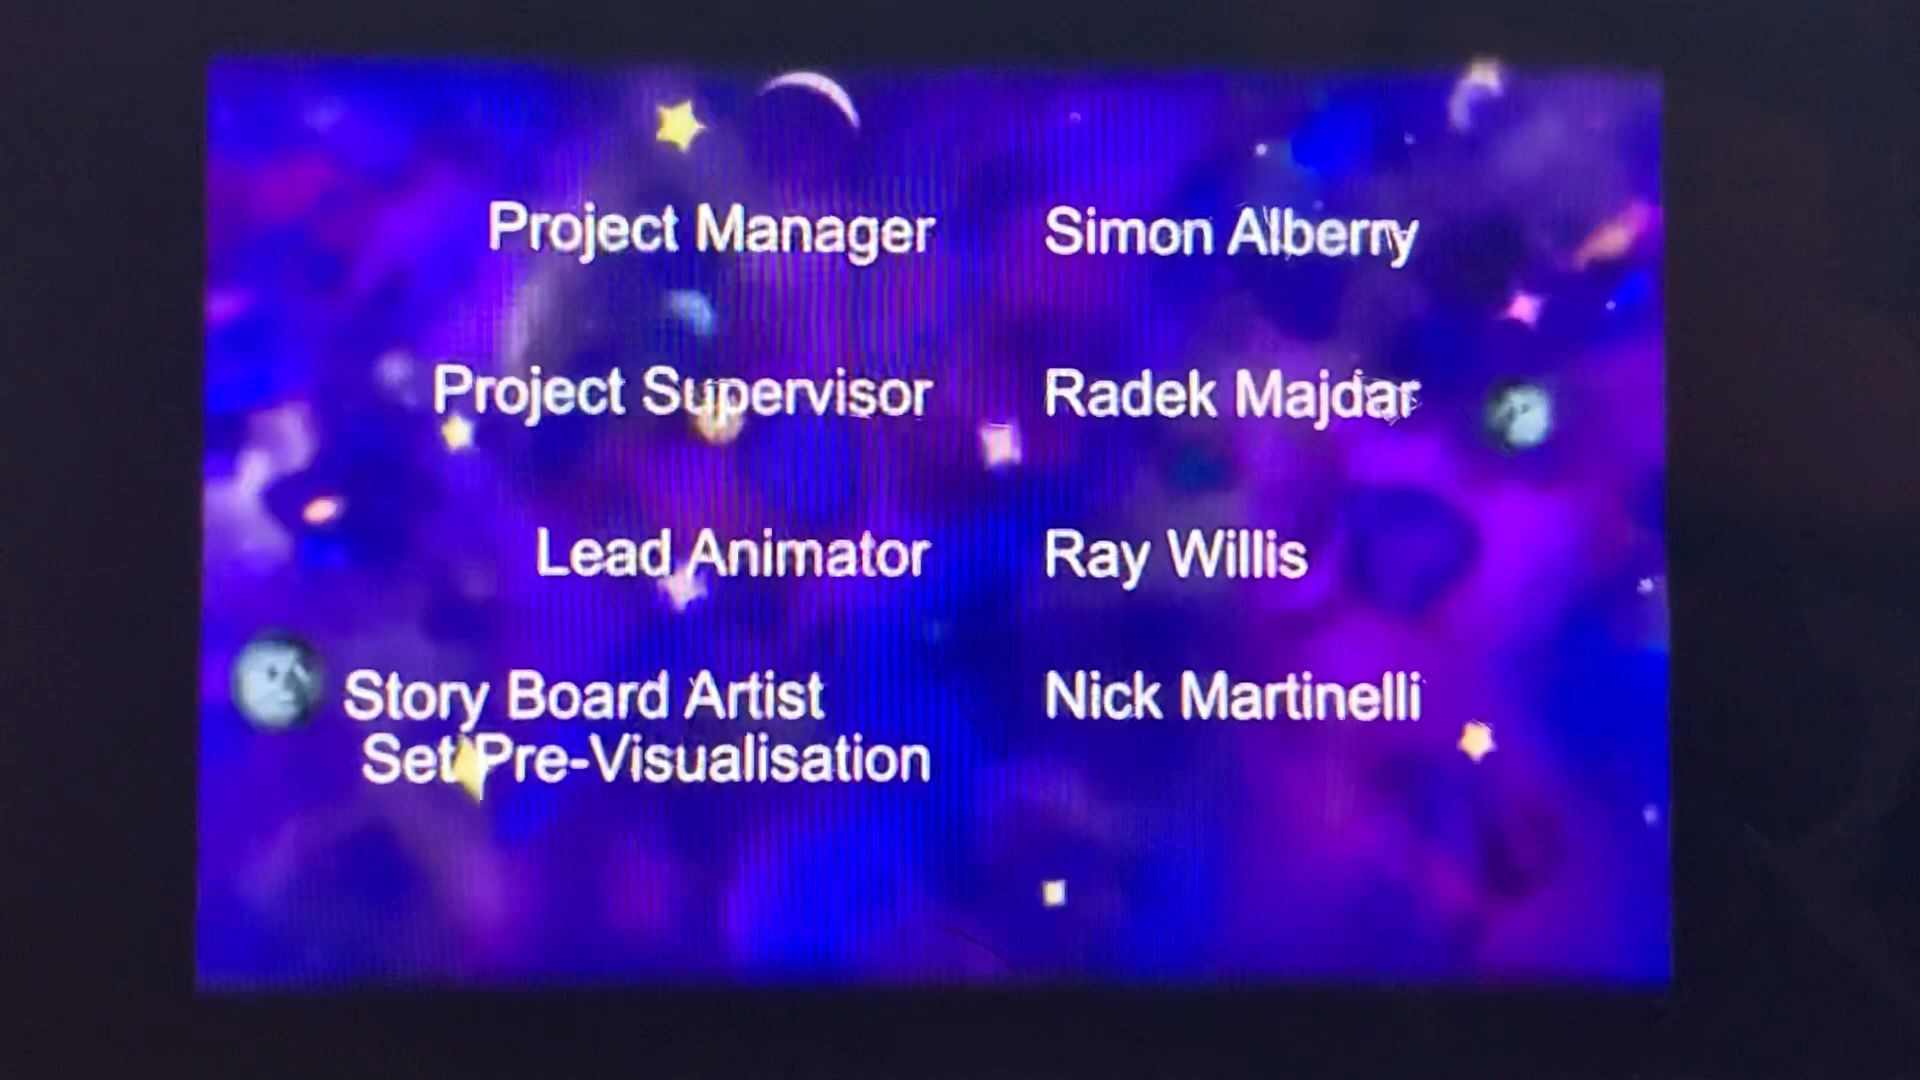 Project Manager Simon Alberry
Project Supervisor Radek Majdar
Lead Animator Ray Willis
Story Board Artist Nick Martinelli
Set Pre-Visualisation